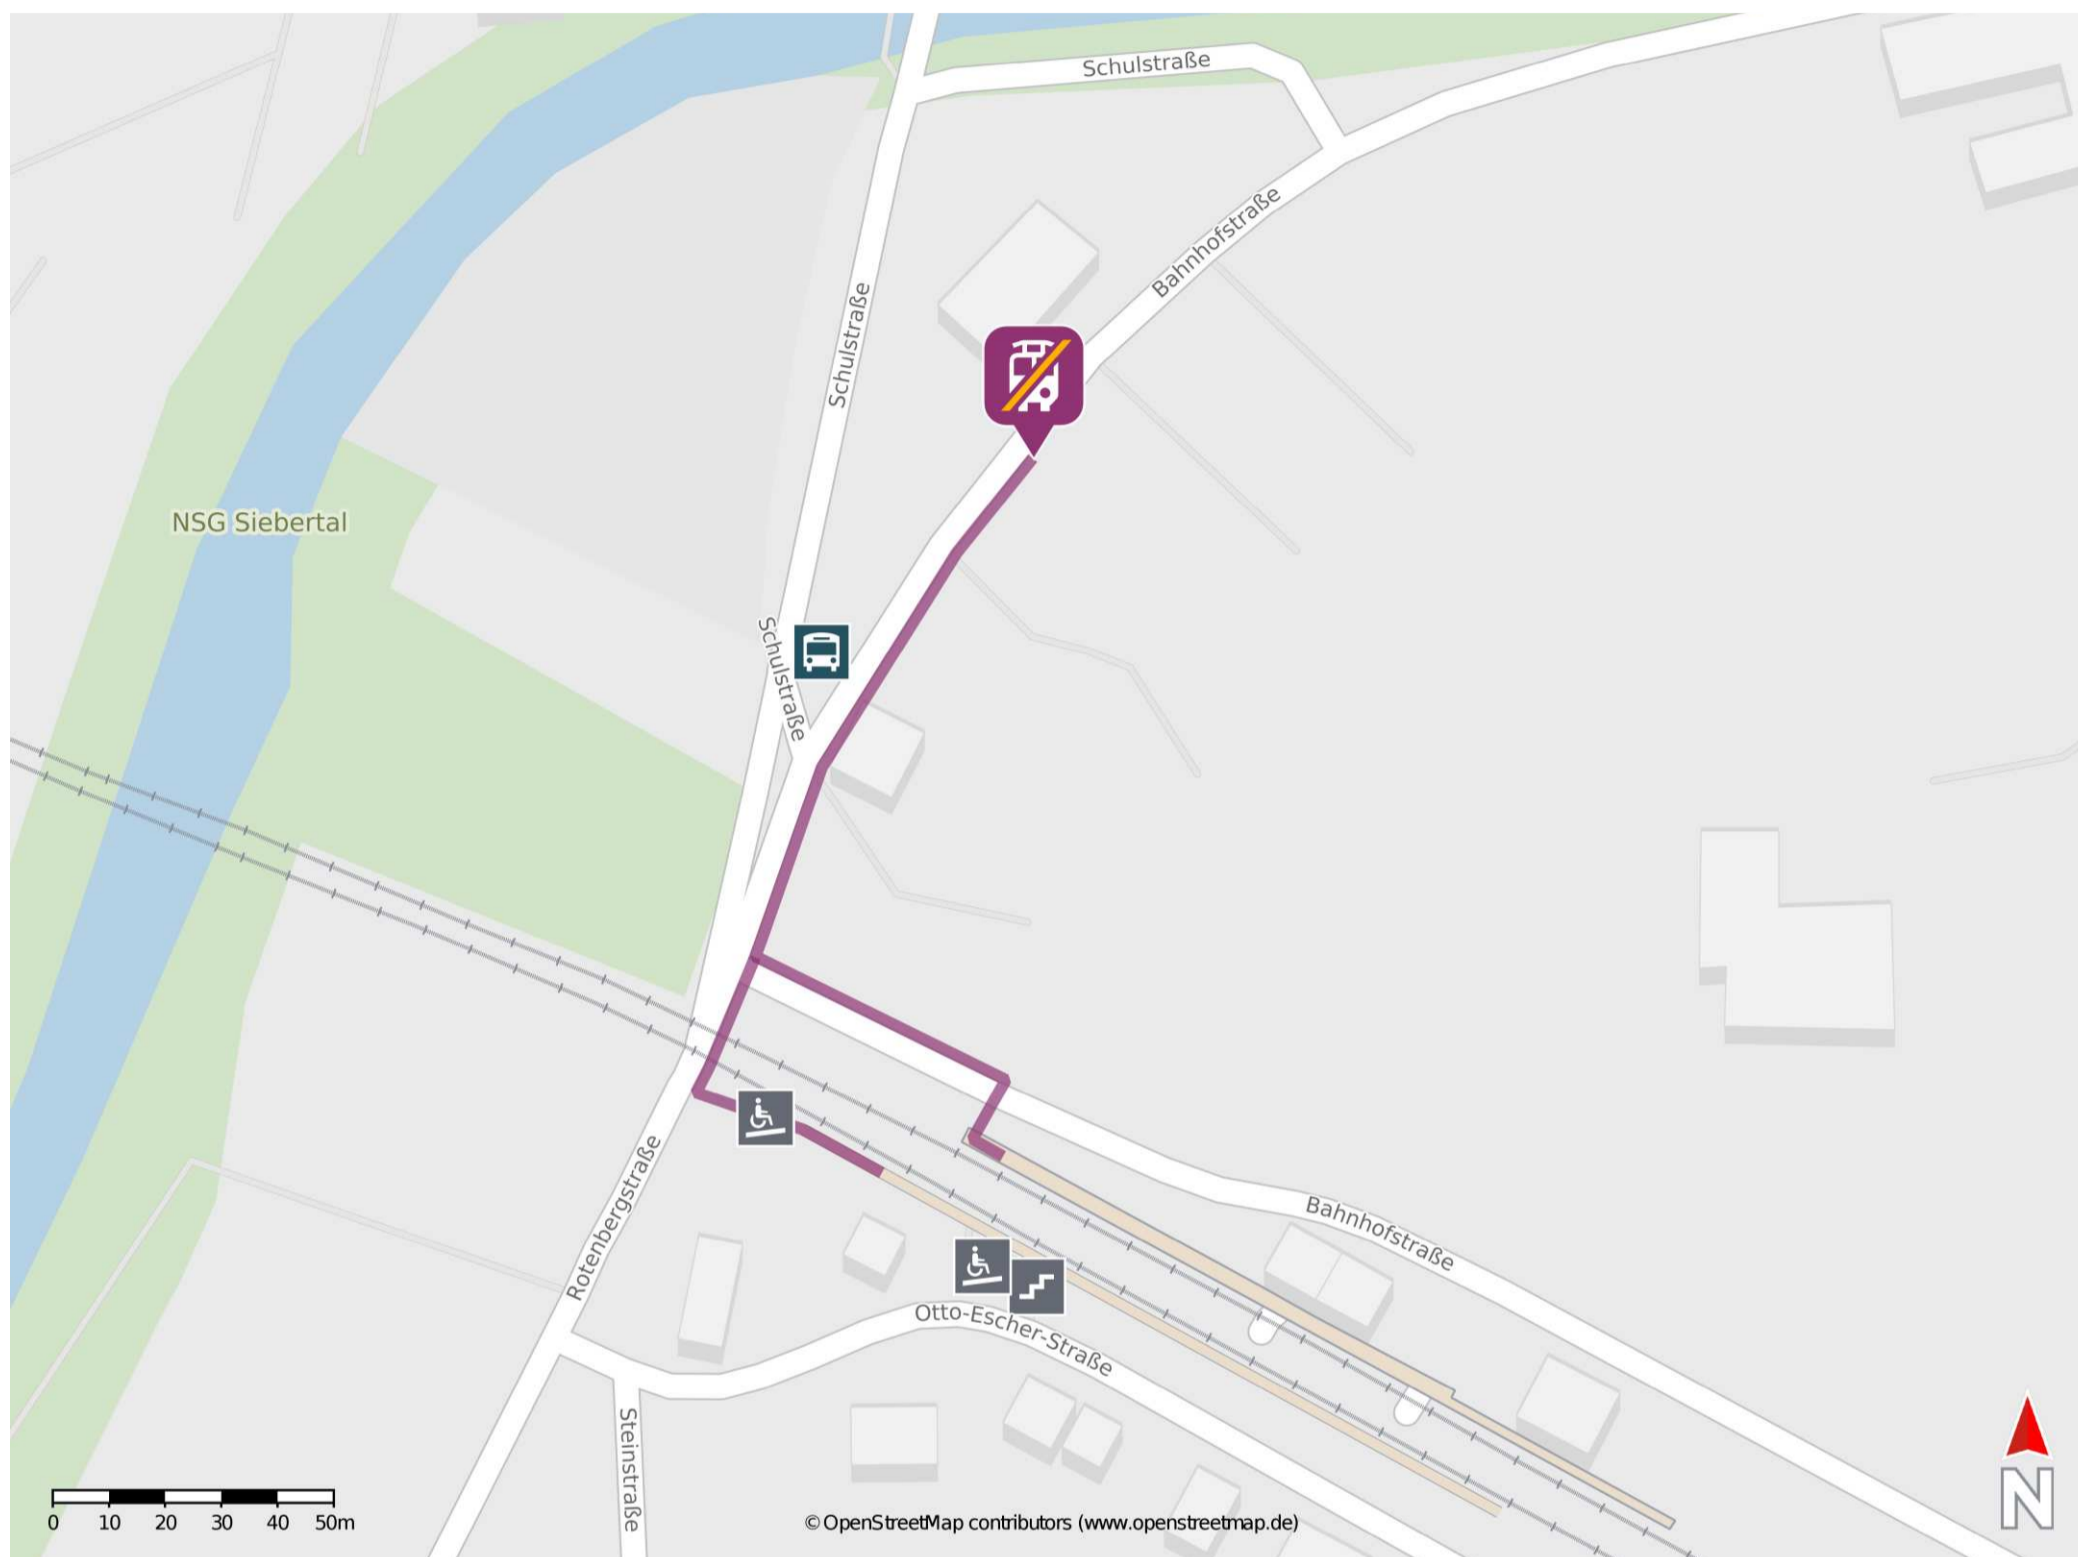 Schulstraße
Bahnhofstraße
Schulstraße
NSG Siebertal
Schulstraße
Rotenbergstraße
Bahnhofstraße
Otto-Escher-Straße
Steinstraße
N
0 10 20 30 40 50m
© OpenStreetMap contributors (www.openstreetmap.de)